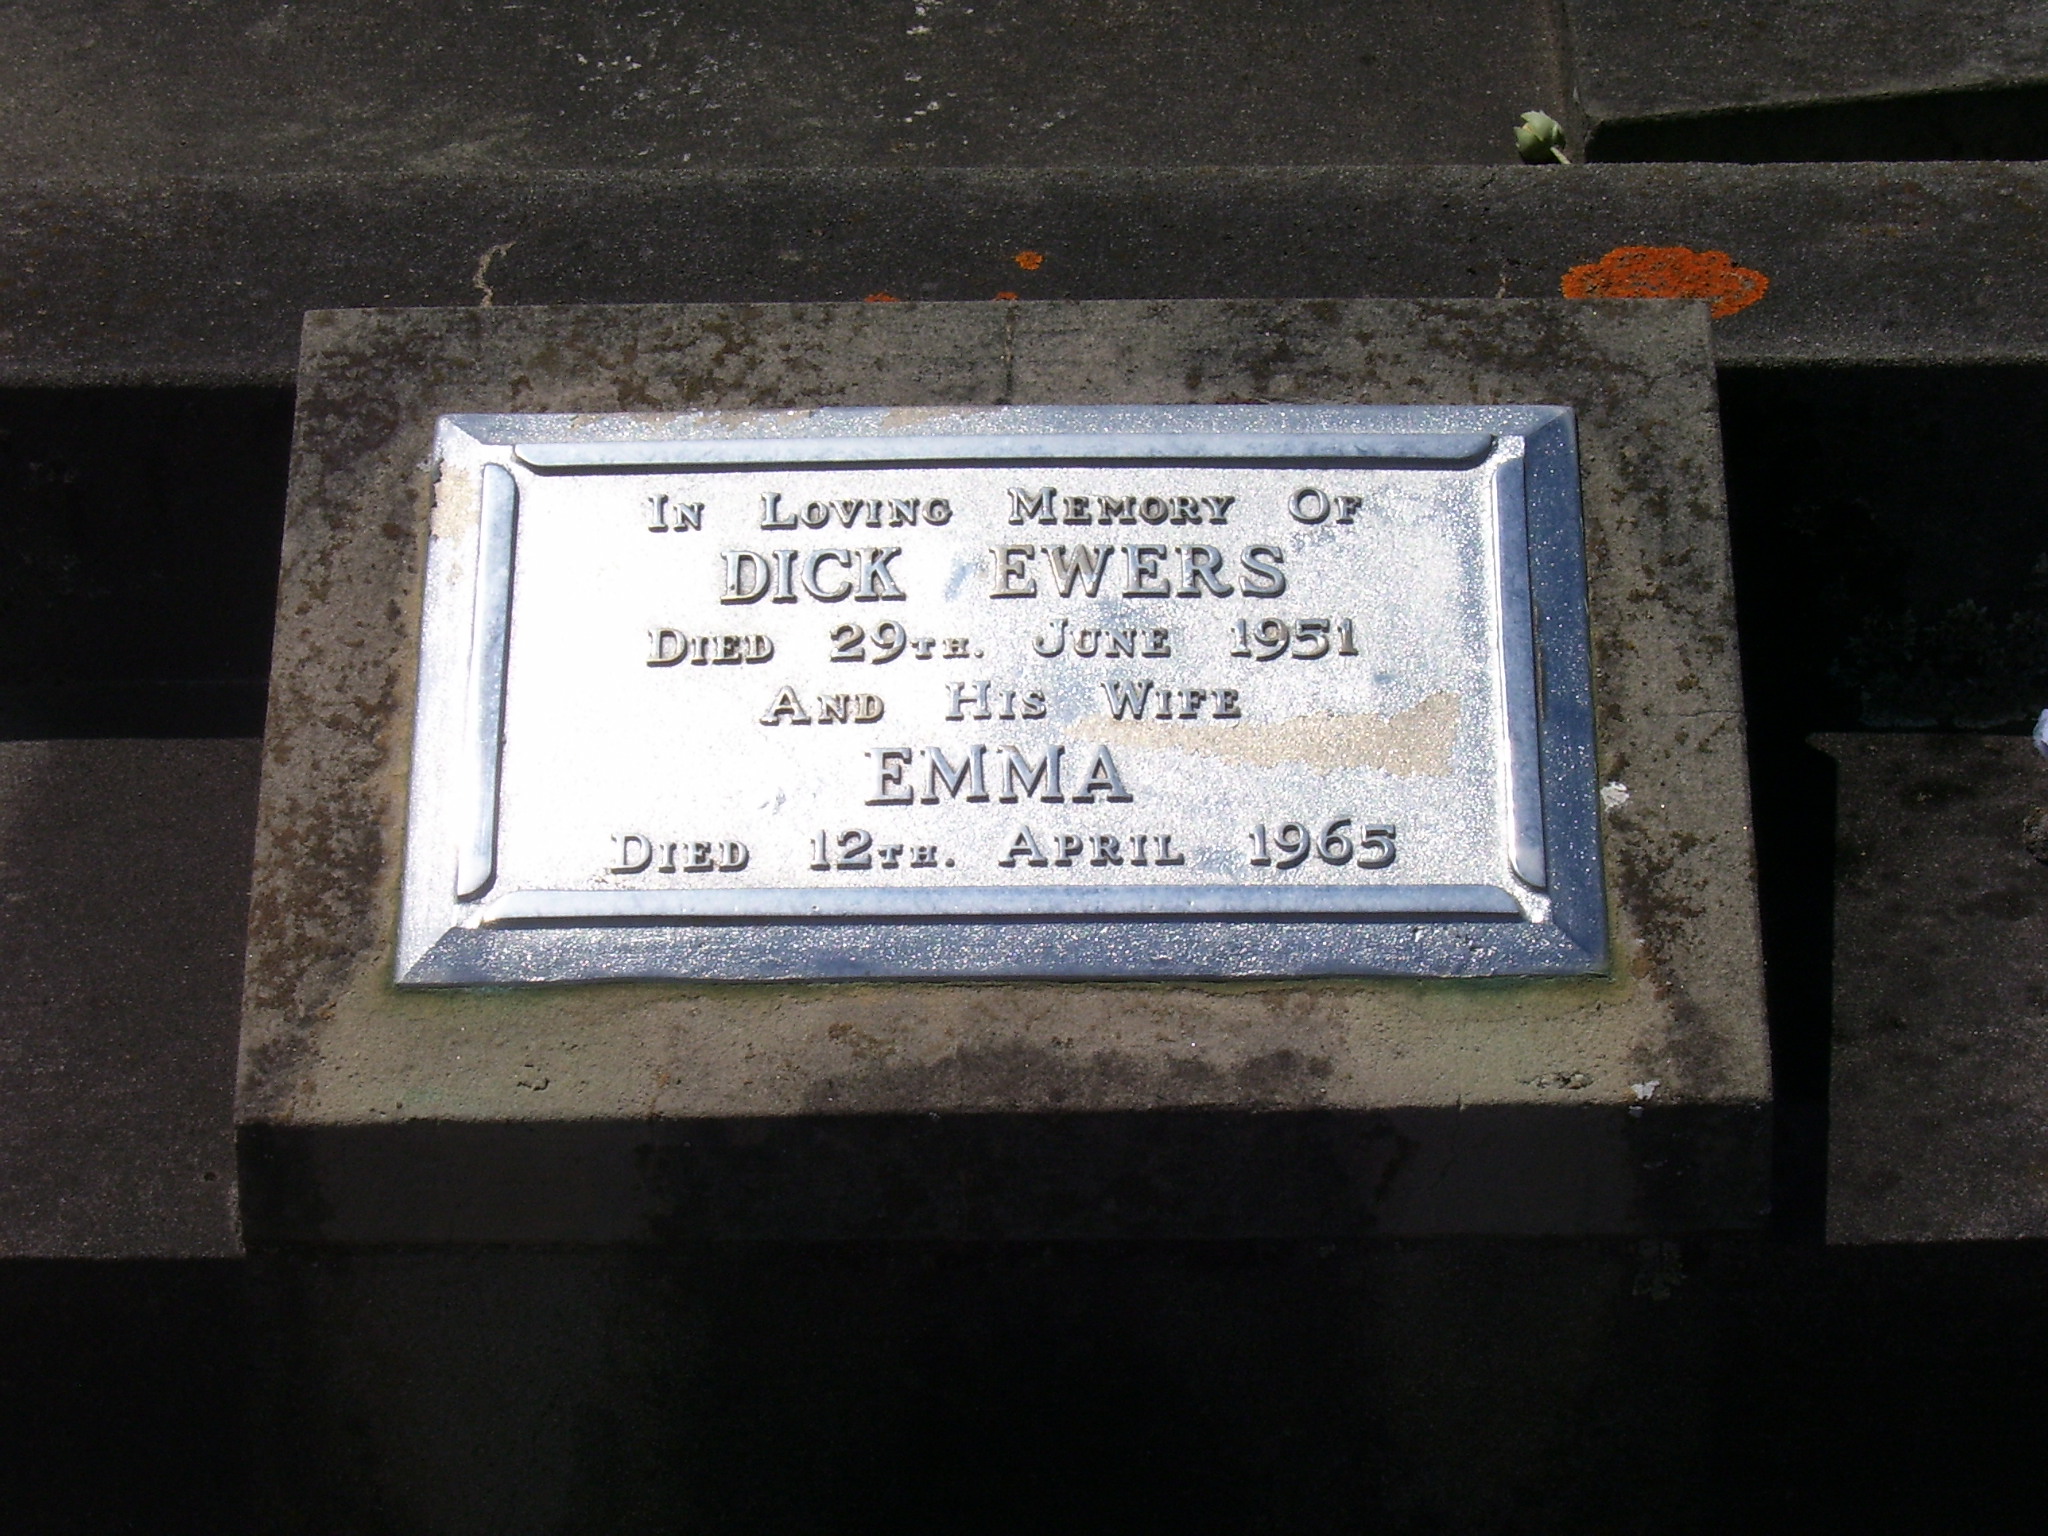 In Loving Memory Of
DICK EWERS
Died 29th. June 1951
And His Wife
EMMA
Died 12th. April 1965